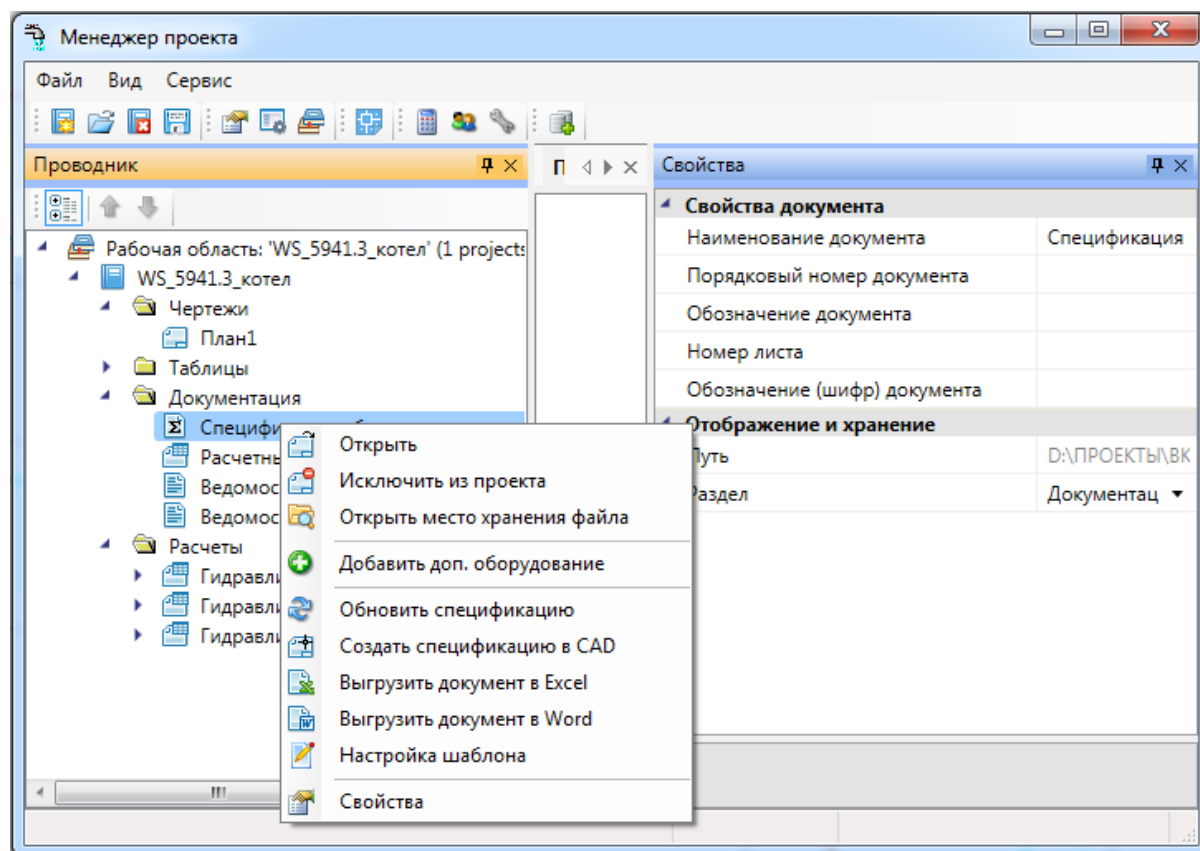 Менеджер проекта
Файл Вид Сервис
Проводник
П
Свойства
Рабочая область: 'WS_5941.3_котел' (1 projects
WS_5941.3_котел
Чертежи
План1
Таблицы
Документация
Специфи
Расчетны
Ведомос
Ведомос
Расчеты
Гидравли
Гидравли
Гидравли
Открыть
Исключить из проекта
Открыть место хранения файла
Добавить доп. оборудование
Обновить спецификацию
Создать спецификацию в CAD
Выгрузить документ в Excel
Выгрузить документ в Word
Настройка шаблона
Свойства
Свойства документа
Наименование документа Спецификация
Порядковый номер документа
Обозначение документа
Номер листа
Обозначение (шифр) документа
Отображение и хранение
Путь D:\ПРОЕКТЫ\ВК
Раздел Документац